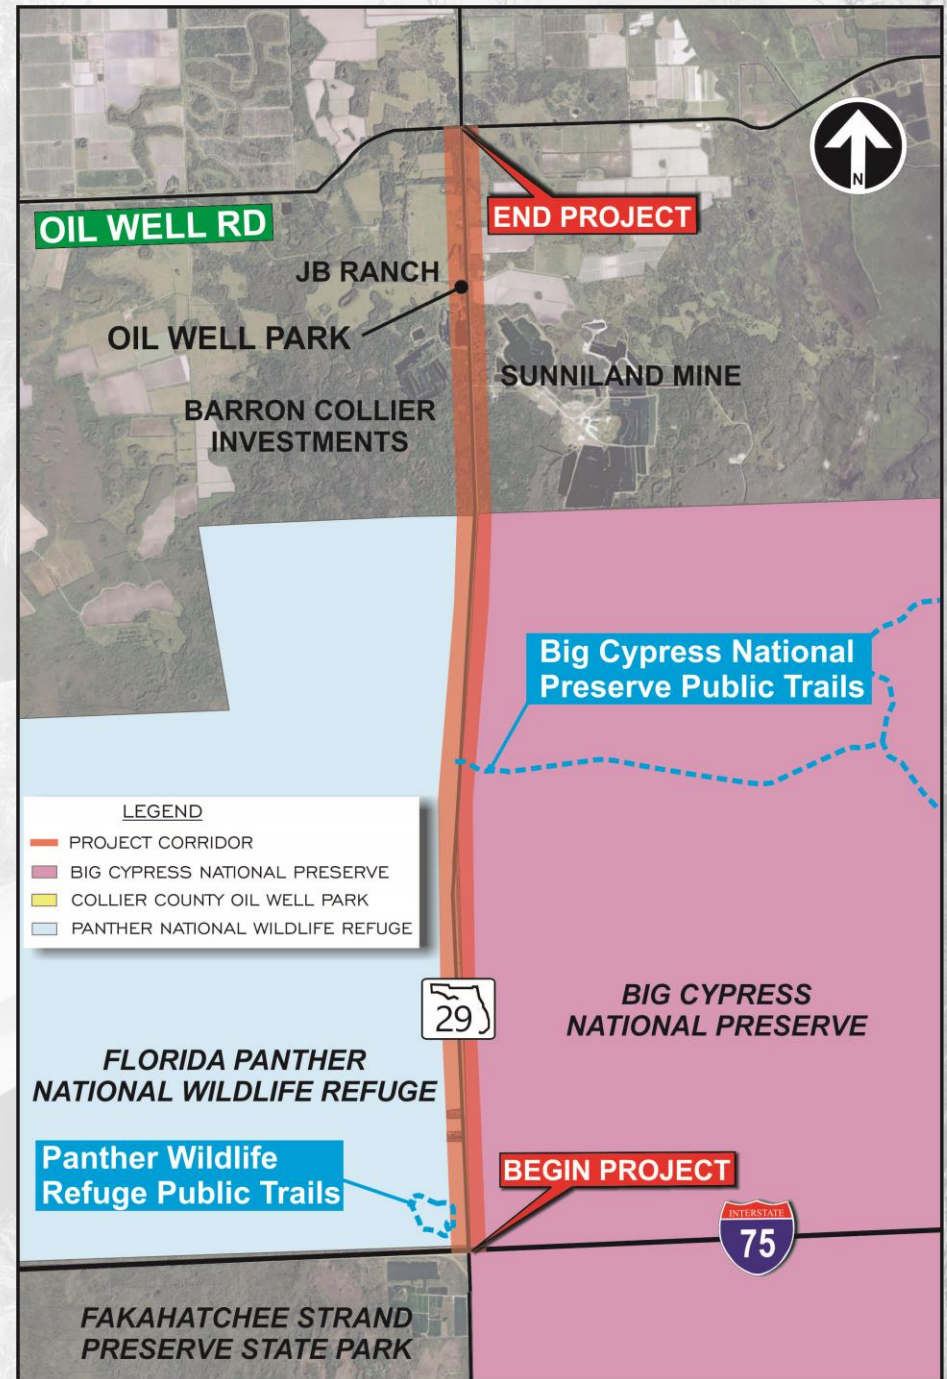 N
OIL WELL RD
END PROJECT
JB RANCH
OIL WELL PARK
SUNNILAND MINE
BARRON COLLIER
INVESTMENTS
Big Cypress National
Preserve Public Trails
LEGEND
PROJECT CORRIDOR
BIG CYPRESS NATIONAL PRESERVE
COLLIER COUNTY OIL WELL PARK
PANTHER NATIONAL WILDLIFE REFUGE
29
BIG CYPRESS
NATIONAL PRESERVE
FLORIDA PANTHER
NATIONAL WILDLIFE REFUGE
Panther Wildlife
Refuge Public Trails
BEGIN PROJECT
INTERSTATE
75
FAKAHATCHEE STRAND
PRESERVE STATE PARK